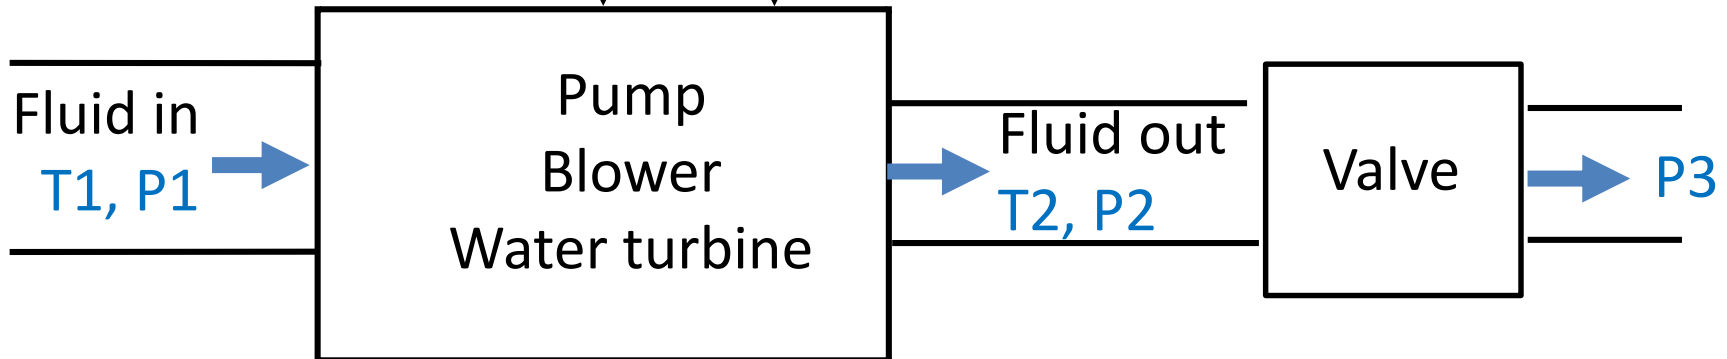 Fluid in
T1, P1
Pump
Blower
Water turbine
Fluid out
T2, P2
Valve
P3